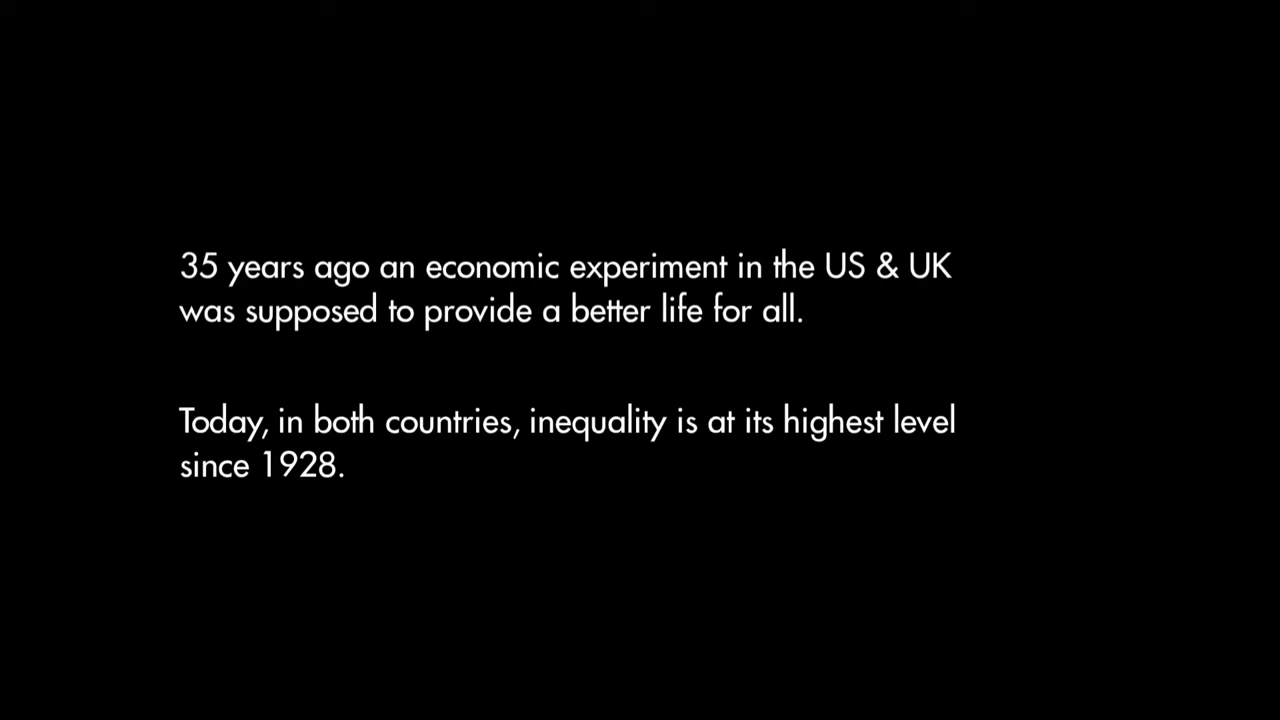 35 years ago an economic experiment in the US & UK
was supposed to provide a better life for all.
Today, in both countries, inequality is at its highest level
since 1928.